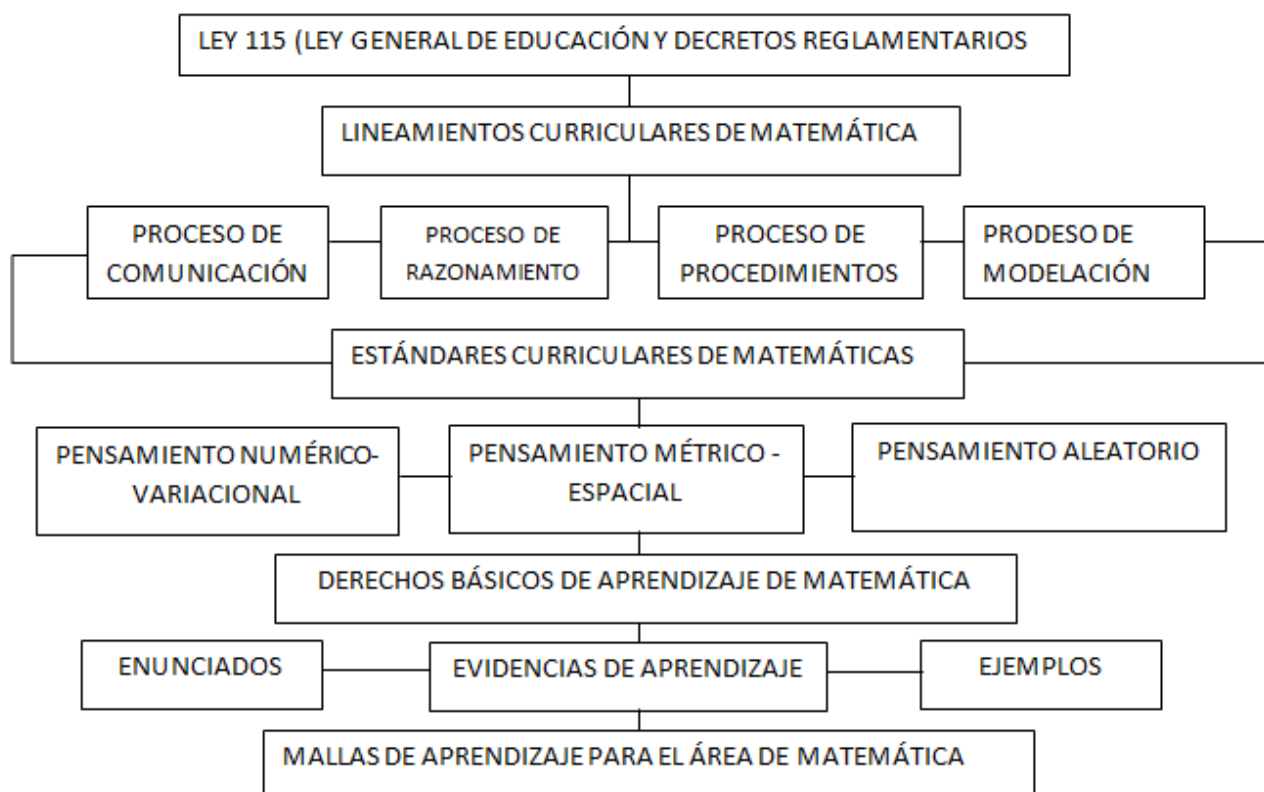 LEY 115 (LEY GENERAL DE EDUCACIÓN Y DECRETOS REGLAMENTARIOS
LINEAMIENTOS CURRICULARES DE MATEMÁTICA
PROCESO DE
COMUNICACIÓN
PROCESO DE
RAZONAMIENTO
PROCESO DE
PROCEDIMIENTOS
PRODESO DE
MODELACIÓN
ESTÁNDARES CURRICULARES DE MATEMÁTICAS
PENSAMIENTO NUMÉRICO-
VARIACIONAL
PENSAMIENTO MÉTRICO -
ESPACIAL
PENSAMIENTO ALEATORIO
DERECHOS BÁSICOS DE APRENDIZAJE DE MATEMÁTICA
ENUNCIADOS
EVIDENCIAS DE APRENDIZAJE
EJEMPLOS
MALLAS DE APRENDIZAJE PARA EL ÁREA DE MATEMÁTICA